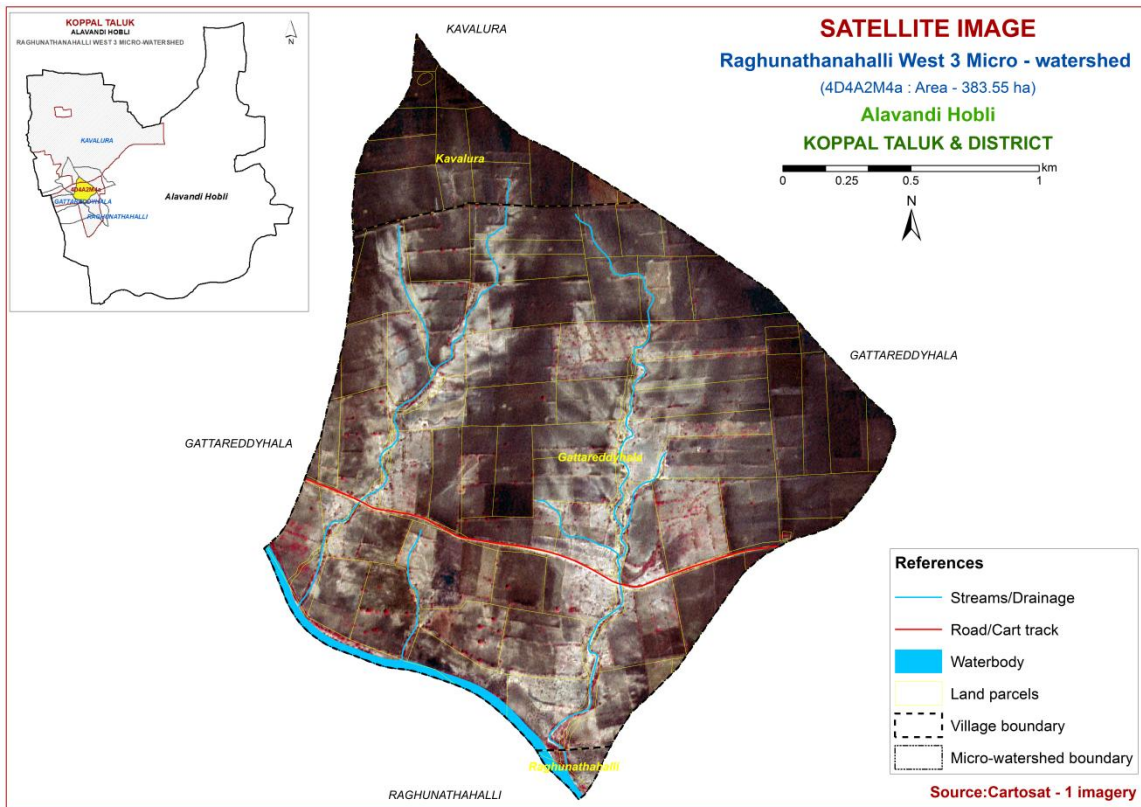 KOPPAL TALUK
ALAVANDI HOBLI
RAGHUNATHANAHALLI WEST 3 MICRO-WATERSHED
N
KAVALURA
4D4A2M4a
GATTAREDDYHALA
RAGHUNATHAHALLI
Alavandi Hobli
KAVALURA
SATELLITE IMAGE
Raghunathanahalli West 3 Micro - watershed
(4D4A2M4a : Area - 383.55 ha)
Alavandi Hobli
KOPPAL TALUK & DISTRICT
km
0 0.25 0.5 1
N
Kavalura
GATTAREDDYHALA
GATTAREDDYHALA
Gattareddyhala
References
Streams/Drainage
Road/Cart track
Waterbody
Land parcels
Village boundary
Micro-watershed boundary
Raghunathahalli
RAGHUNATHAHALLI
Source:Cartosat - 1 imagery